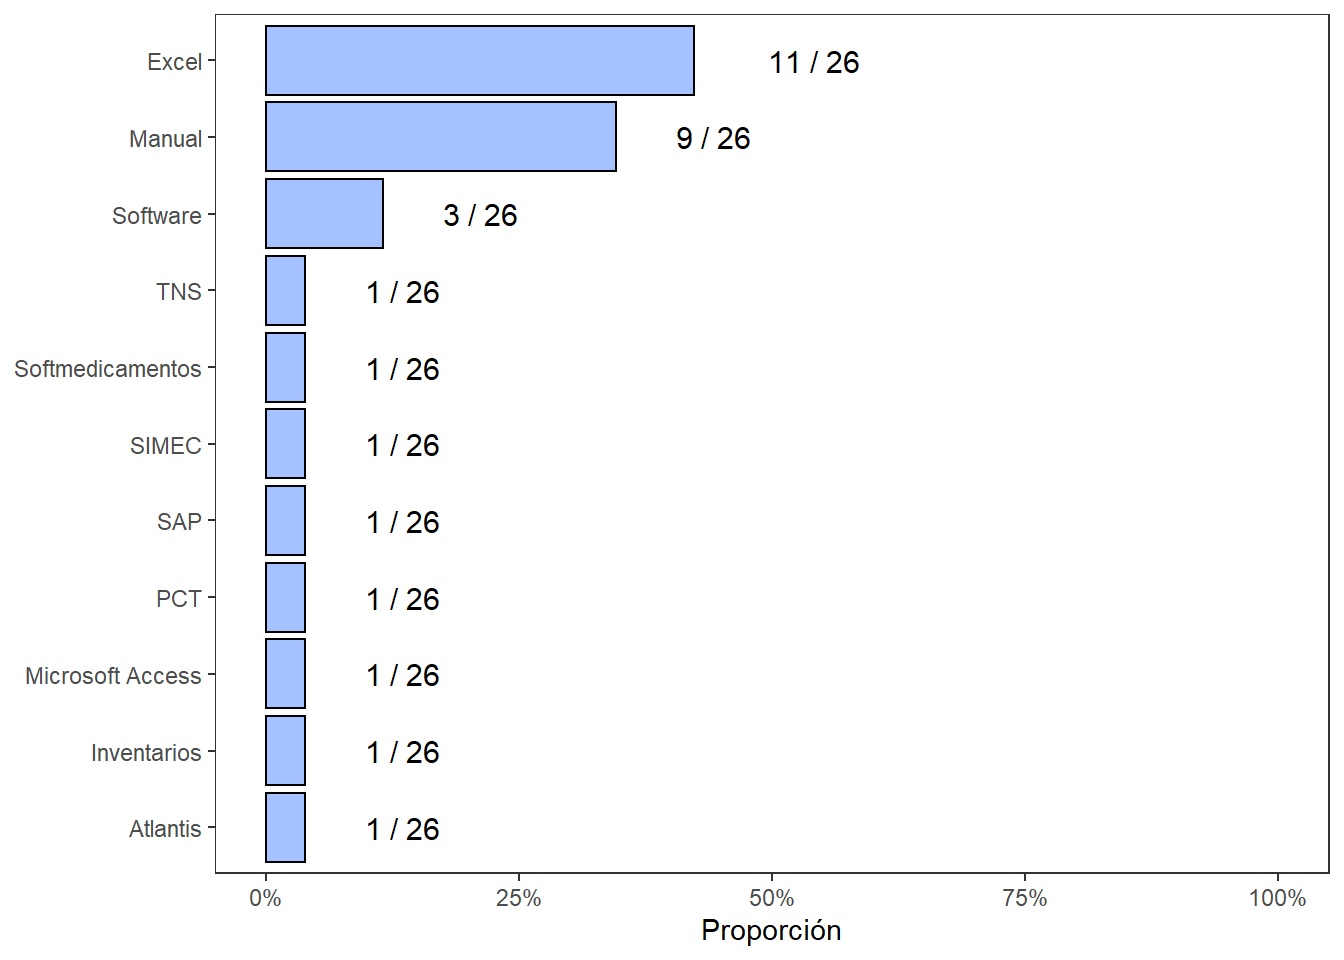 Excel 11 / 26
Manual 9 / 26
Software 3 / 26
TNS 1 / 26
Softmedicamentos 1 / 26
SIMEC 1 / 26
SAP 1 / 26
PCT 1 / 26
Microsoft Access 1 / 26
Inventarios 1 / 26
Atlantis 1 / 26
0% 25% 50% 75% 100%
Proporción